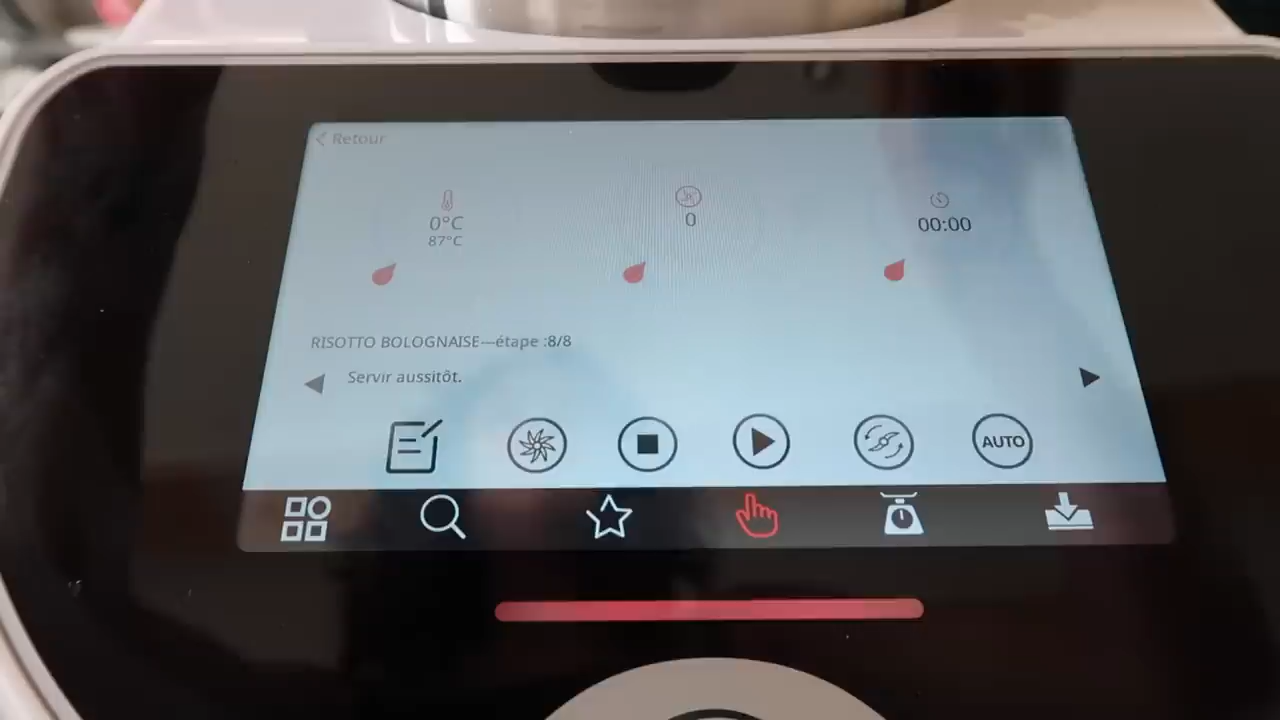 < Retour
0°C
87°C
0
00:00
RISOTTO BOLOGNAISE---étape :8/8
Servir aussitôt.
AUTO